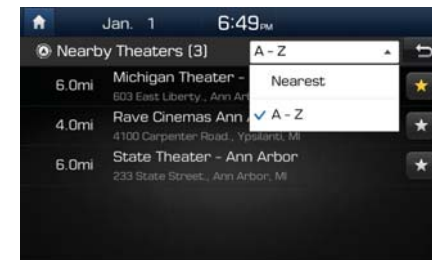 Jan. 1 6:49PM
Nearby Theaters (3) A - Z
Nearest
A - Z
6.0mi Michigan Theater -
603 East Liberty., Ann
4.0mi Rave Cinemas Ann
4100 Carpenter Road., Ypsilanti, MI
6.0mi State Theater - Ann Arbor
233 State Street., Ann Arbor, MI